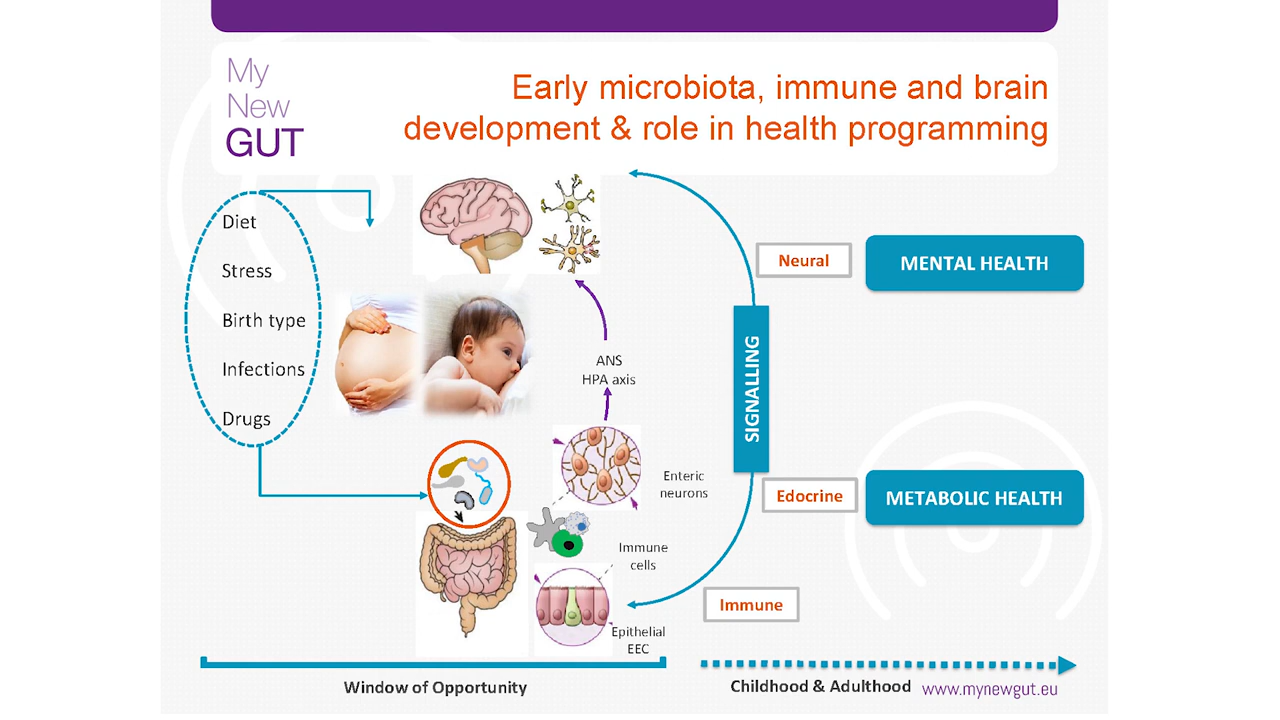 My
New
GUT
Early microbiota, immune and brain
development & role in health programming
Diet
Stress
Birth type
Infections
Drugs
ANS
HPA axis
Enteric
neurons
Immune
cells
Epithelial
EEC
SIGNALLING
Neural
MENTAL HEALTH
Edocrine
METABOLIC HEALTH
Immune
Window of Opportunity
Childhood & Adulthood
www.mynewgut.eu